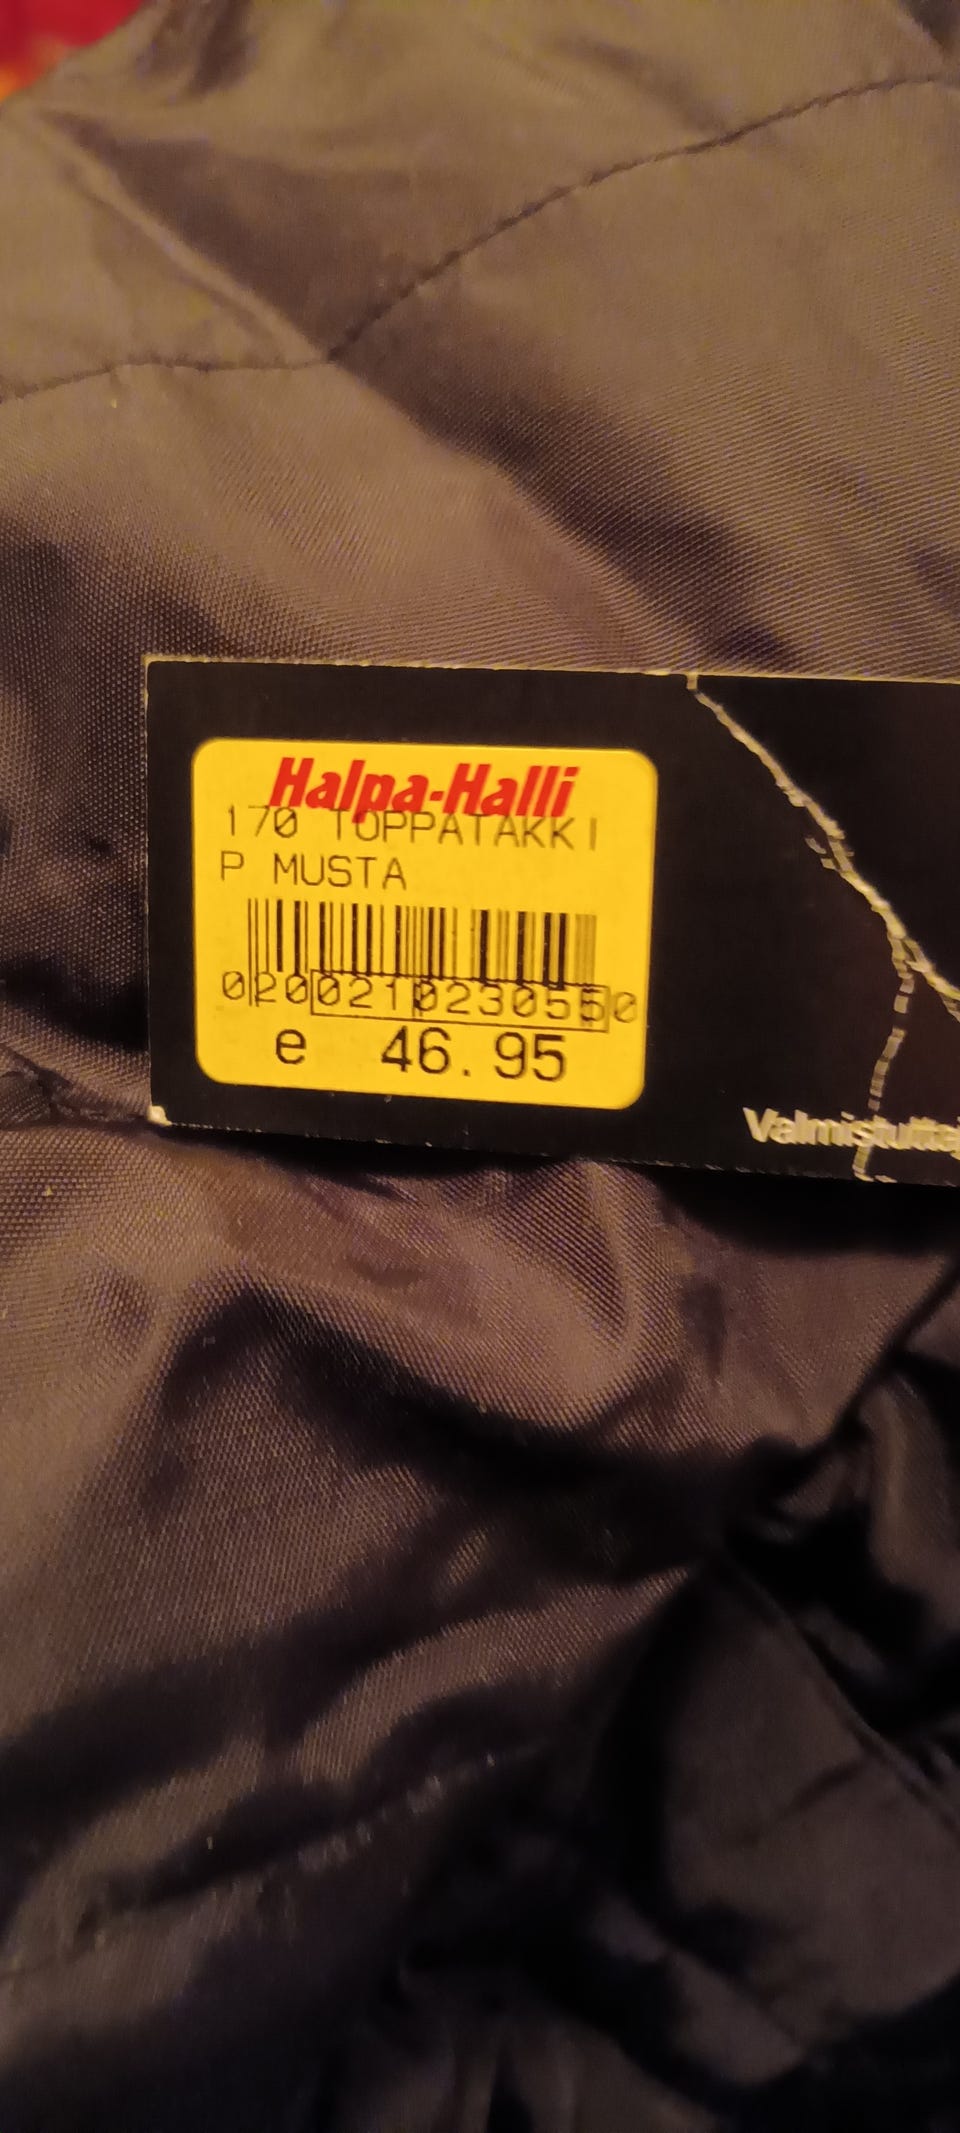 Halpa-Halli
170 TOPPATAKKI
P MUSTA
0200210230550
e 46.95